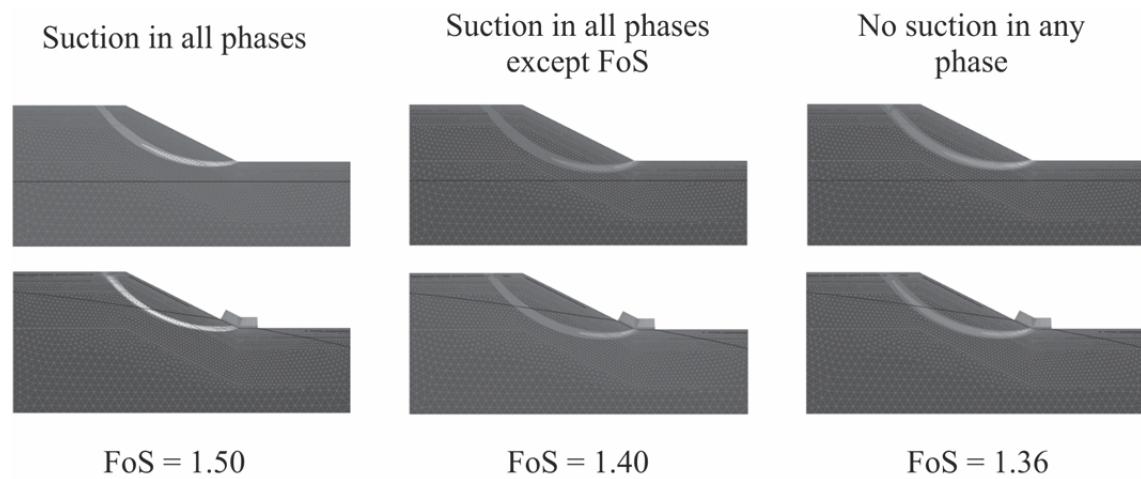 Suction in all phases
Suction in all phases
except FoS
No suction in any
phase
FoS = 1.50
FoS = 1.40
FoS = 1.36